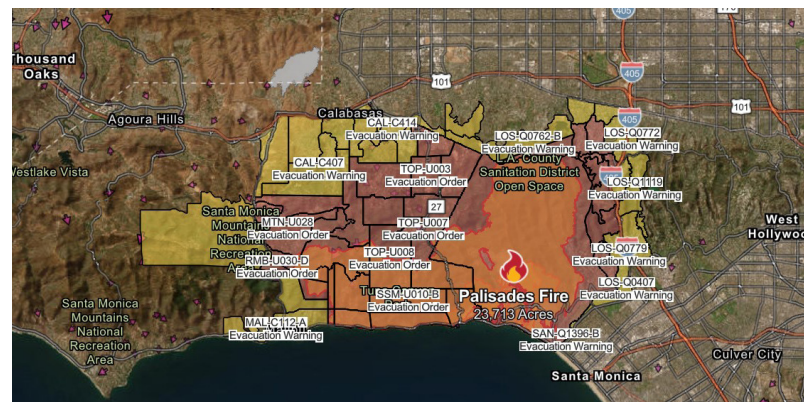 170
Thousand
Oaks
405
101
Agoura Hills
Calabasas
405
101
CAL-C414
Evacuation Warning
LOS-Q0762-B
Evacuation Warning
LOS-Q0772
Evacuation Warning
CAL-C407
Evacuation Warning
TOP-U003
Evacuation Order
L.A. County
Sanitation District
Open Space
LOS-Q1119
Evacuation Warning
Westlake Vista
27
Santa Monica
Mountains
National
Recreation
Area
MTN-U028
Evacuation Order
TOP-U007
Evacuation Order
West
Hollywood
RMB-U030-D
Evacuation Order
TOP-U008
Evacuation Order
LOS-Q0779
Evacuation Warning
LOS-Q0407
Evacuation Warning
SSM-U010-B
Evacuation Order
Palisades Fire
23,713 Acres
Santa Monica
Mountains
National
Recreation
Area
MAL-C112-A
Evacuation Warning
SAN-Q1396-B
Evacuation Warning
Culver City
Santa Monica